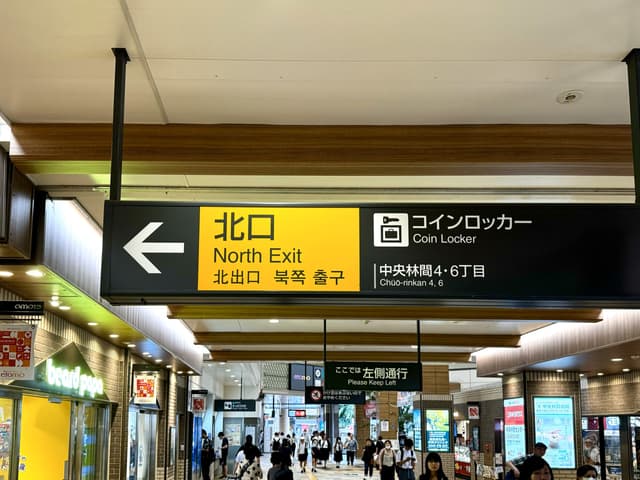 北口
North Exit
北出口 북쪽 출구
コインロッカー
Coin Locker
中央林間4・6丁目
Chūō-rinkan 4, 6
ここでは左側通行
Please Keep Left
beard papa